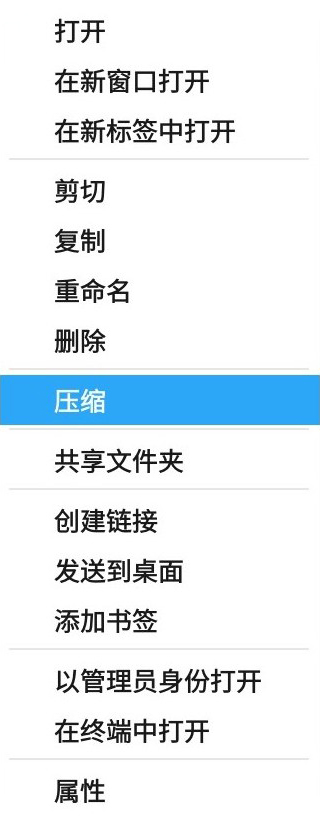 打开
在新窗口打开
在新标签中打开
剪切
复制
重命名
删除
压缩
共享文件夹
创建链接
发送到桌面
添加书签
以管理员身份打开
在终端中打开
属性